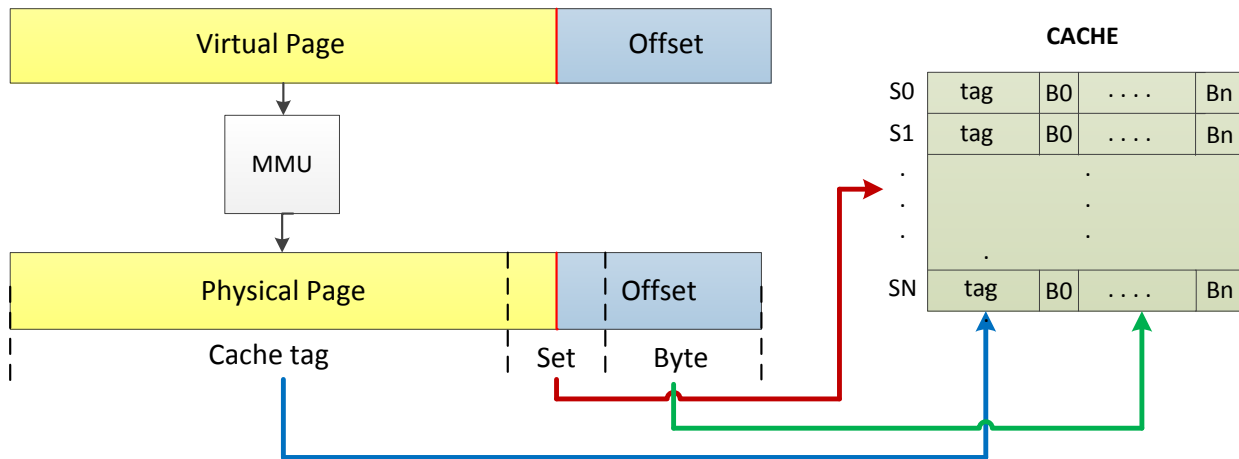 Virtual Page Offset
MMU
Physical Page Offset
Cache tag Set Byte
CACHE
S0 tag B0 . . . . Bn
S1 tag B0 . . . . Bn
. .
. .
. .
.
SN tag B0 . . . . Bn
.